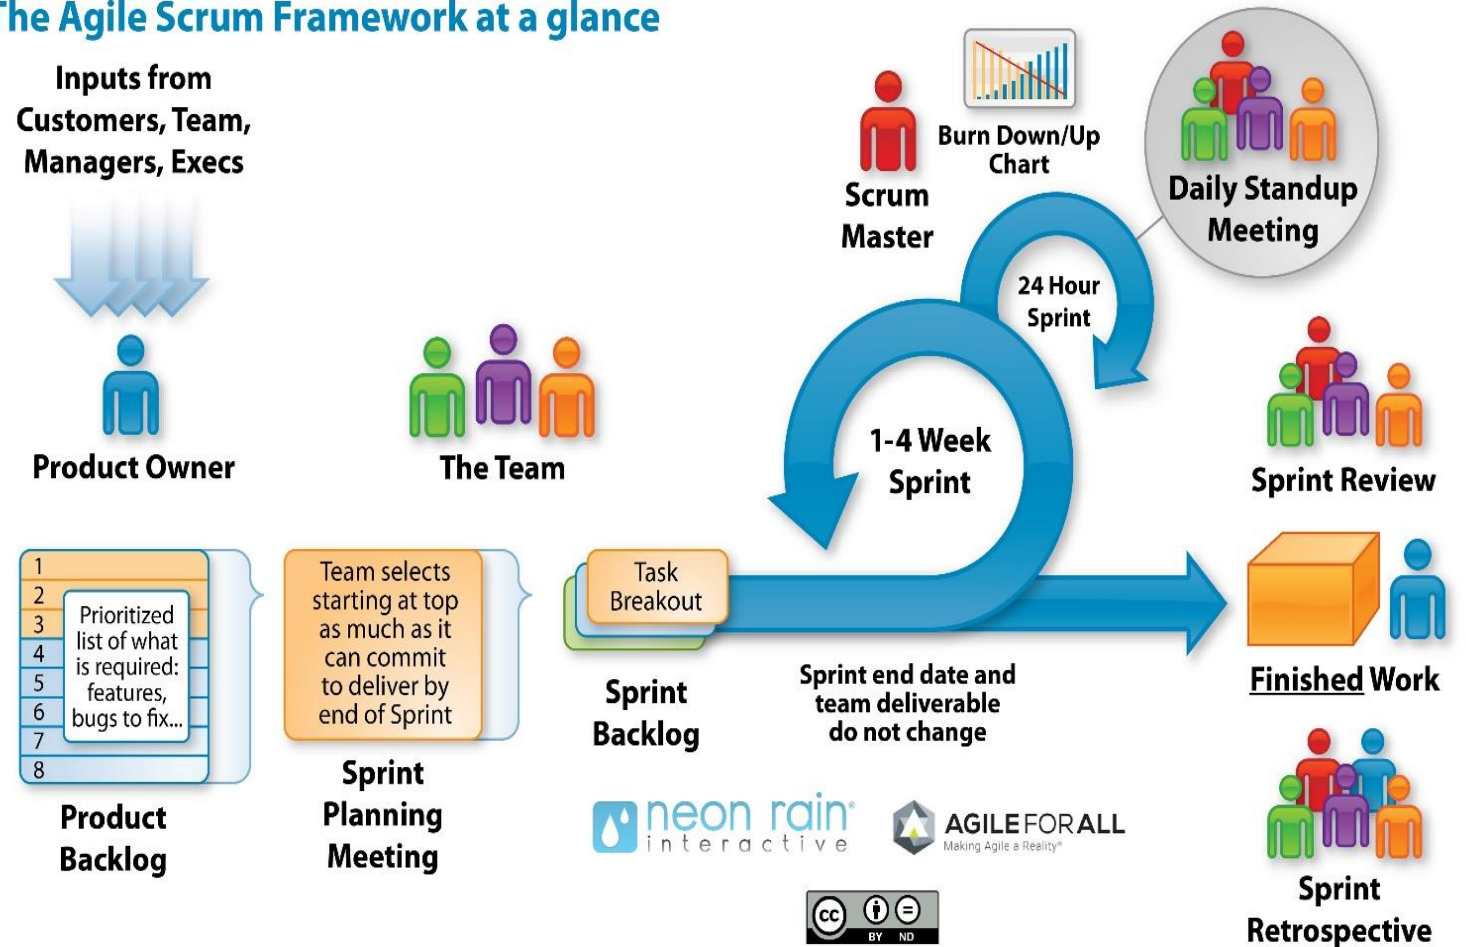 The Agile Scrum Framework at a glance
Inputs from
Customers, Team,
Managers, Execs
Product Owner
The Team
Scrum
Master
Burn Down/Up
Chart
Daily Standup
Meeting
24 Hour
Sprint
1-4 Week
Sprint
Sprint Review
1
2
3
4
5
6
7
8
Prioritized
list of what
is required:
features,
bugs to fix...
Product
Backlog
Team selects
starting at top
as much as it
can commit
to deliver by
end of Sprint
Sprint
Planning
Meeting
Task
Breakout
Sprint
Backlog
Sprint end date and
team deliverable
do not change
Finished Work
Sprint
Retrospective
neon rain®
interactive
AGILEFORALL
Making Agile a Reality®
cc
BY ND